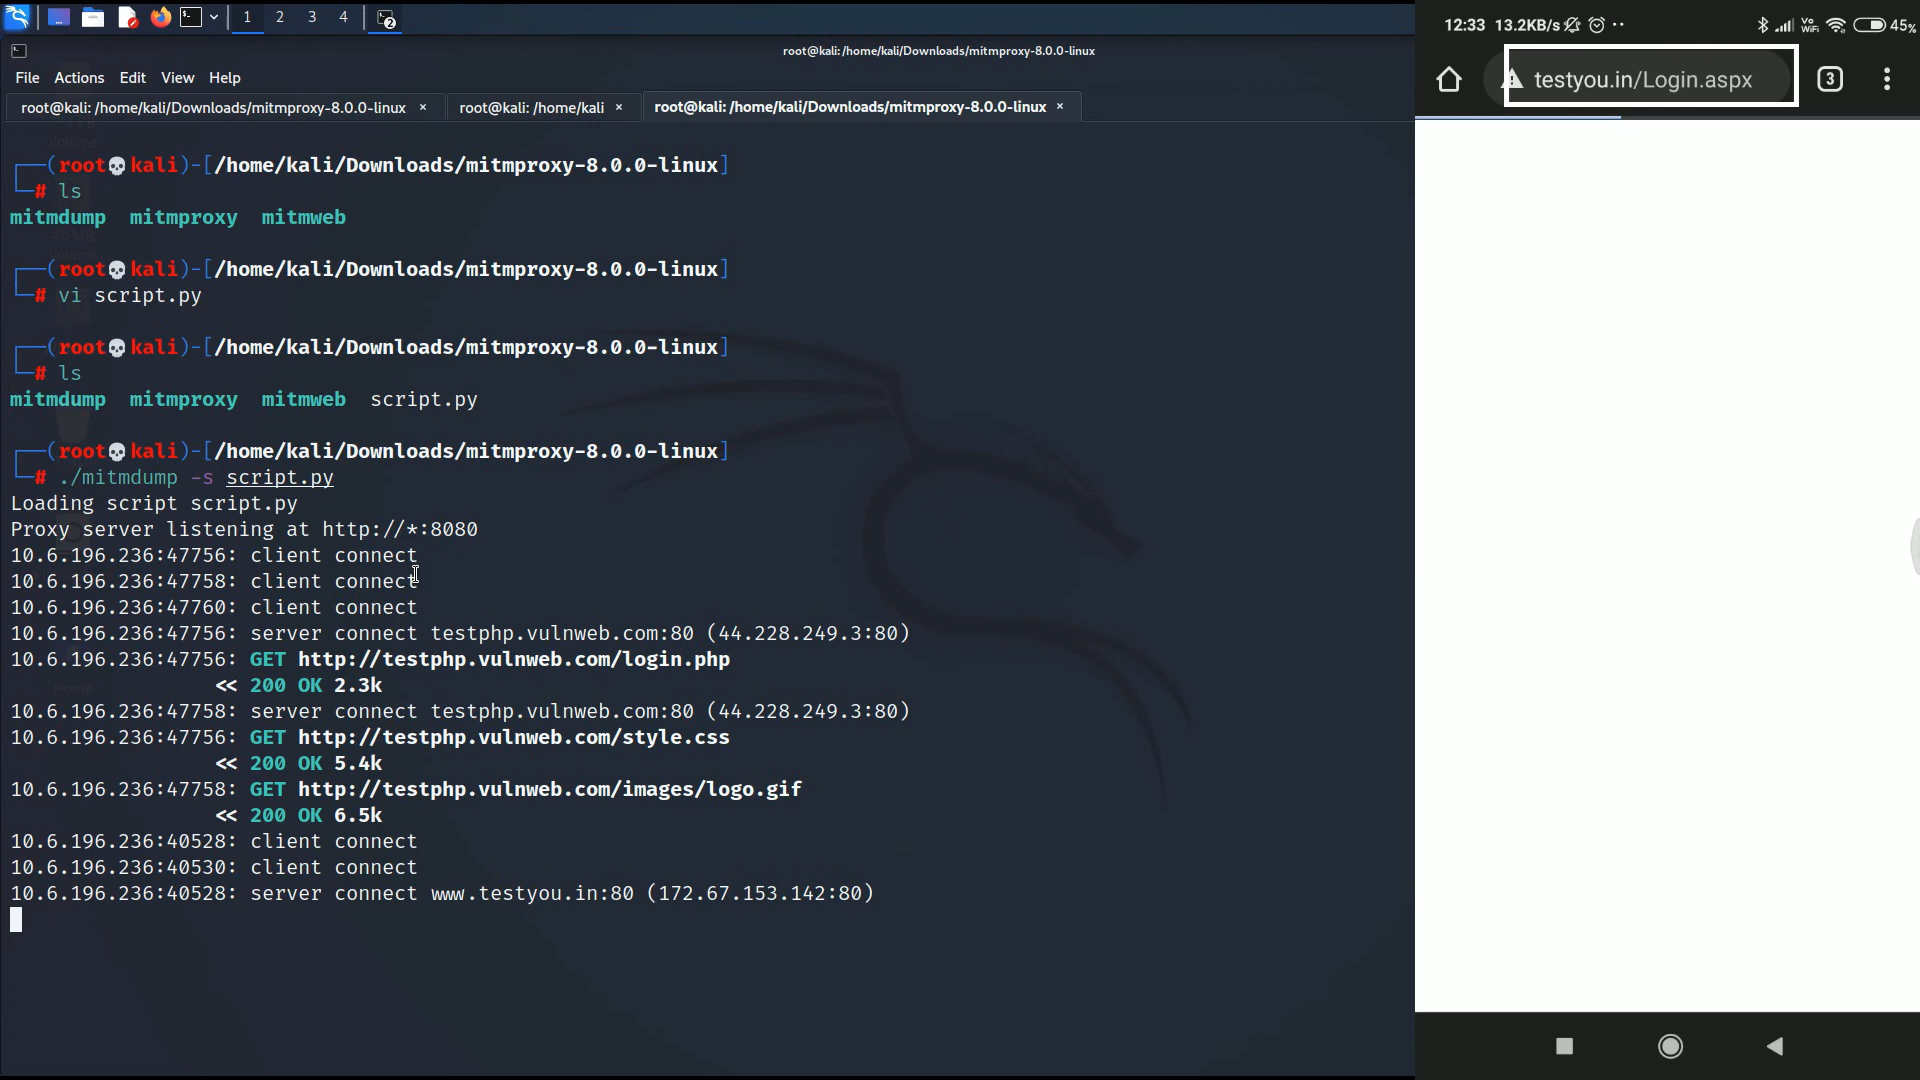 1 2 3 4 2
root@kali:/home/kali/Downloads/mitmproxy-8.0.0-linux
File Actions Edit View Help
root@kali: /home/kali/Downloads/mitmproxy-8.0.0-linux × root@kali: /home/kali × root@kali: /home/kali/Downloads/mitmproxy-8.0.0-linux ×
┌──(root💀kali)-[/home/kali/Downloads/mitmproxy-8.0.0-linux]
└─# ls
mitmdump mitmproxy mitmweb
┌──(root💀kali)-[/home/kali/Downloads/mitmproxy-8.0.0-linux]
└─# vi script.py
┌──(root💀kali)-[/home/kali/Downloads/mitmproxy-8.0.0-linux]
└─# ls
mitmdump mitmproxy mitmweb script.py
┌──(root💀kali)-[/home/kali/Downloads/mitmproxy-8.0.0-linux]
└─# ./mitmdump -s script.py
Loading script script.py
Proxy server listening at http://*:8080
10.6.196.236:47756: client connect
10.6.196.236:47758: client connect
10.6.196.236:47760: client connect
10.6.196.236:47756: server connect testphp.vulnweb.com:80 (44.228.249.3:80)
10.6.196.236:47756: GET http://testphp.vulnweb.com/login.php
<< 200 OK 2.3k
10.6.196.236:47758: server connect testphp.vulnweb.com:80 (44.228.249.3:80)
10.6.196.236:47756: GET http://testphp.vulnweb.com/style.css
<< 200 OK 5.4k
10.6.196.236:47758: GET http://testphp.vulnweb.com/images/logo.gif
<< 200 OK 6.5k
10.6.196.236:40528: client connect
10.6.196.236:40530: client connect
10.6.196.236:40528: server connect www.testyou.in:80 (172.67.153.142:80)
12:33 13.2KB/s Vo WiFi 45%
testyou.in/Login.aspx 3